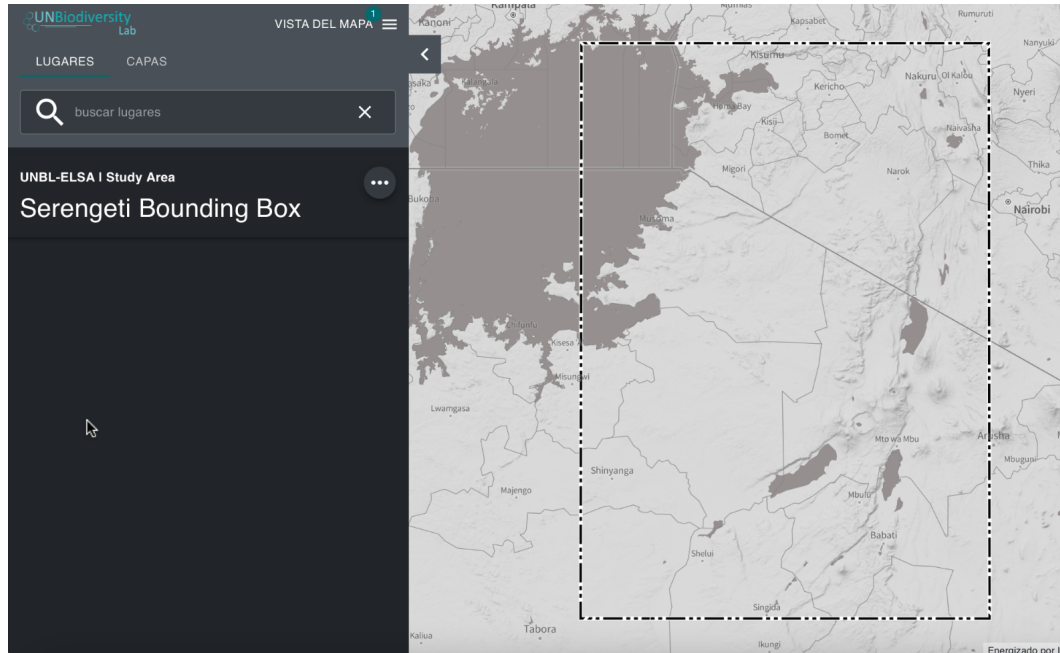 UNBiodiversity
Lab
VISTA DEL MAPA
1
LUGARES
CAPAS
buscar lugares
UNBL-ELSA I Study Area
Serengeti Bounding Box
Kampala
Kanoni
Mumias
Kapsabet
Rumuruti
Kisumu
Nanyuki
Kalangala
Nakuru
Ol Kalou
Kericho
Nyeri
Homa Bay
Kisii
Naivasha
Bomet
Thika
Migori
Narok
Bukoba
Nairobi
Musoma
Chifunfu
Kisesa
Misungwi
Lwamgasa
Mto wa Mbu
Arusha
Mbuguni
Shinyanga
Majengo
Mbulu
Babati
Shelui
Singida
Tabora
Kaliua
Ikungi
Energizado por